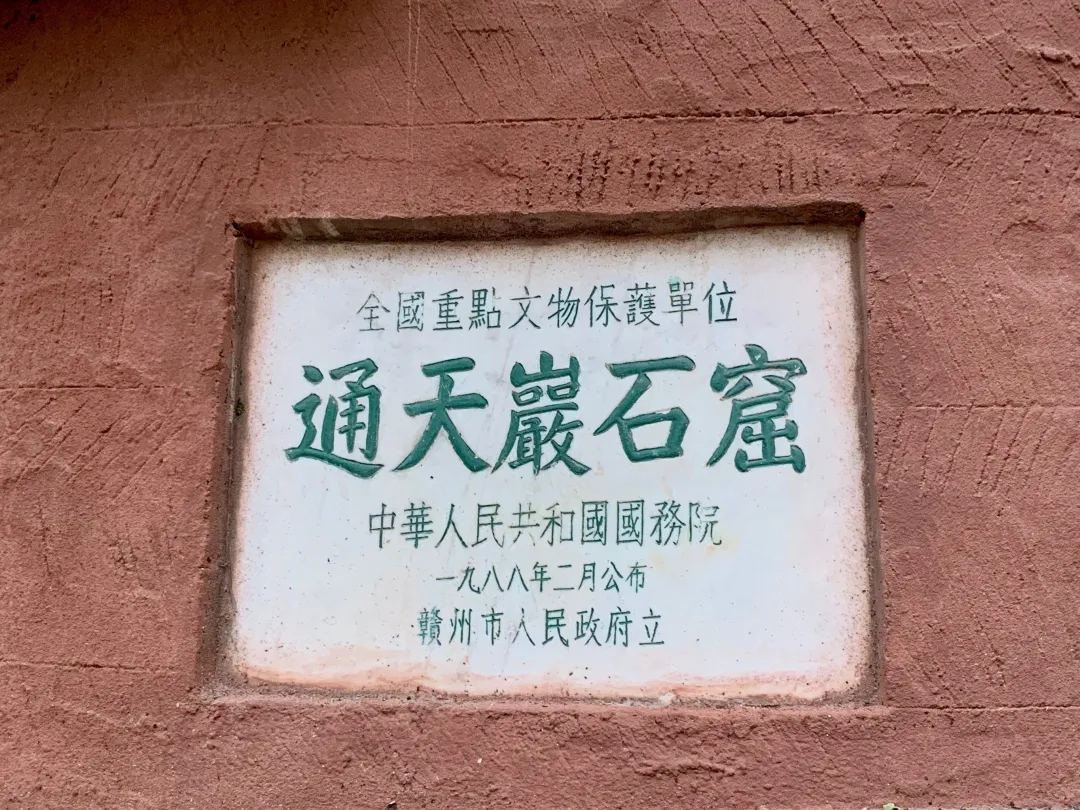 全國重點文物保護單位
通天巖石窟
中華人民共和國國務院
一九八八年二月公布
贛州市人民政府立